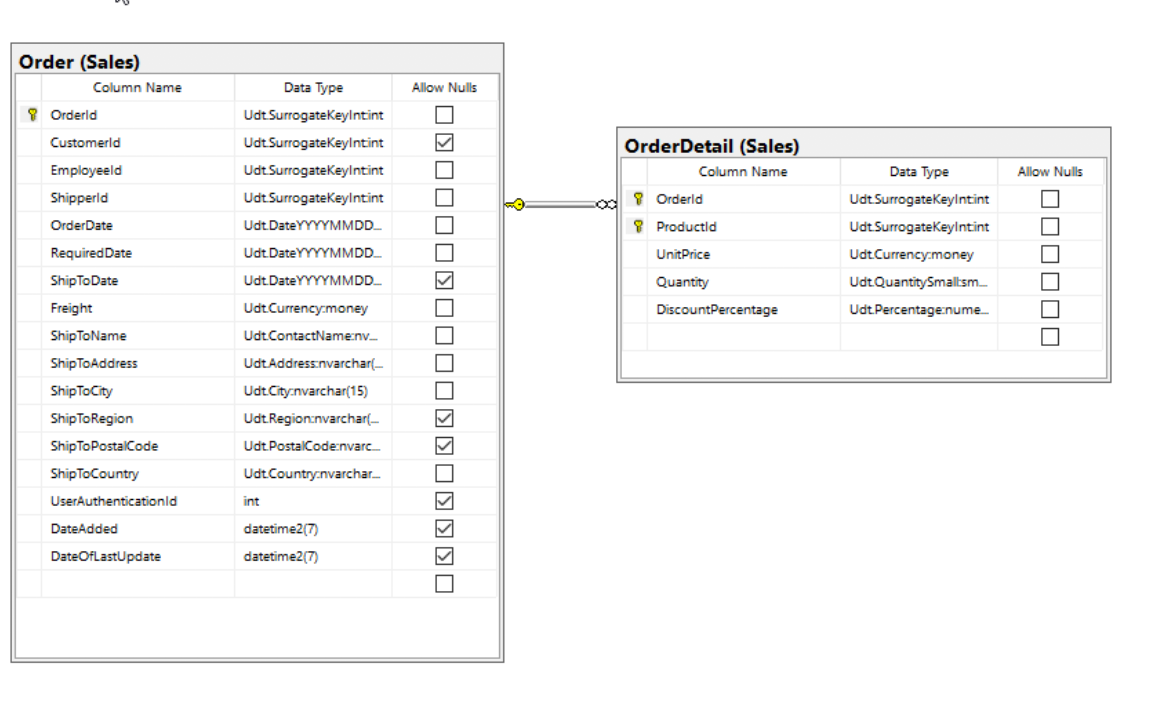 Order (Sales)
Column Name Data Type Allow Nulls
OrderId Udt.SurrogateKeyInt:int
CustomerId Udt.SurrogateKeyInt:int
EmployeeId Udt.SurrogateKeyInt:int
ShipperId Udt.SurrogateKeyInt:int
OrderDate Udt.DateYYYYMMDD...
RequiredDate Udt.DateYYYYMMDD...
ShipToDate Udt.DateYYYYMMDD...
Freight Udt.Currency:money
ShipToName Udt.ContactName:nv...
ShipToAddress Udt.Address:nvarchar(...
ShipToCity Udt.City:nvarchar(15)
ShipToRegion Udt.Region:nvarchar(...
ShipToPostalCode Udt.PostalCode:nvarc...
ShipToCountry Udt.Country:nvarchar...
UserAuthenticationId int
DateAdded datetime2(7)
DateOfLastUpdate datetime2(7)
OrderDetail (Sales)
Column Name Data Type Allow Nulls
OrderId Udt.SurrogateKeyInt:int
ProductId Udt.SurrogateKeyInt:int
UnitPrice Udt.Currency:money
Quantity Udt.QuantitySmall:sm...
DiscountPercentage Udt.Percentage:nume...